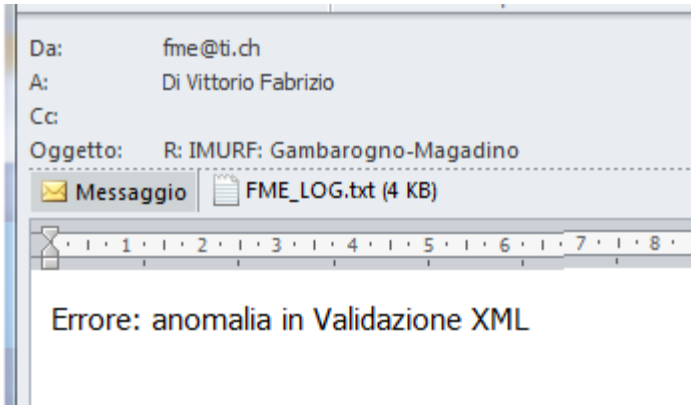 Da: fme@ti.ch
A: Di Vittorio Fabrizio
Cc:
Oggetto: R: IMURF: Gambarogno-Magadino
Messaggio FME_LOG.txt (4 KB)
1 2 3 4 5 6 7 8
Errore: anomalia in Validazione XML